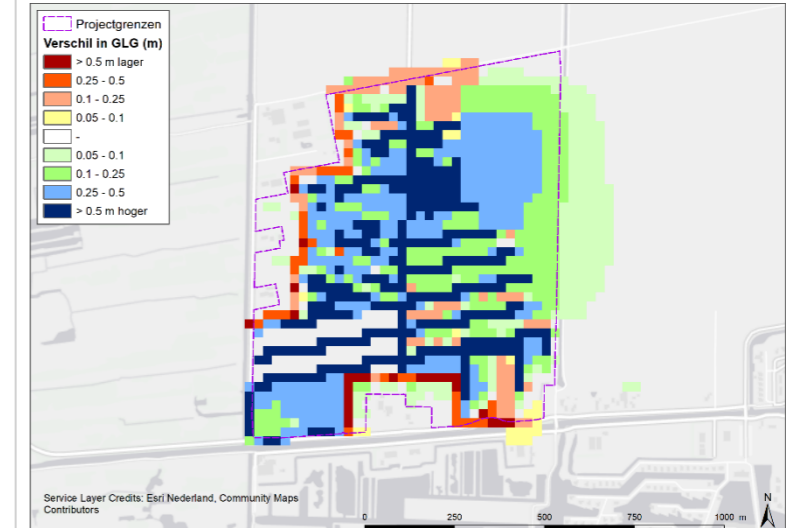 Projectgrenzen
Verschil in GLG (m)
> 0.5 m lager
0.25 - 0.5
0.1 - 0.25
0.05 - 0.1
-
0.05 - 0.1
0.1 - 0.25
0.25 - 0.5
> 0.5 m hoger
Service Layer Credits: Esri Nederland, Community Maps
Contributors
N
0 250 500 750 1000 m